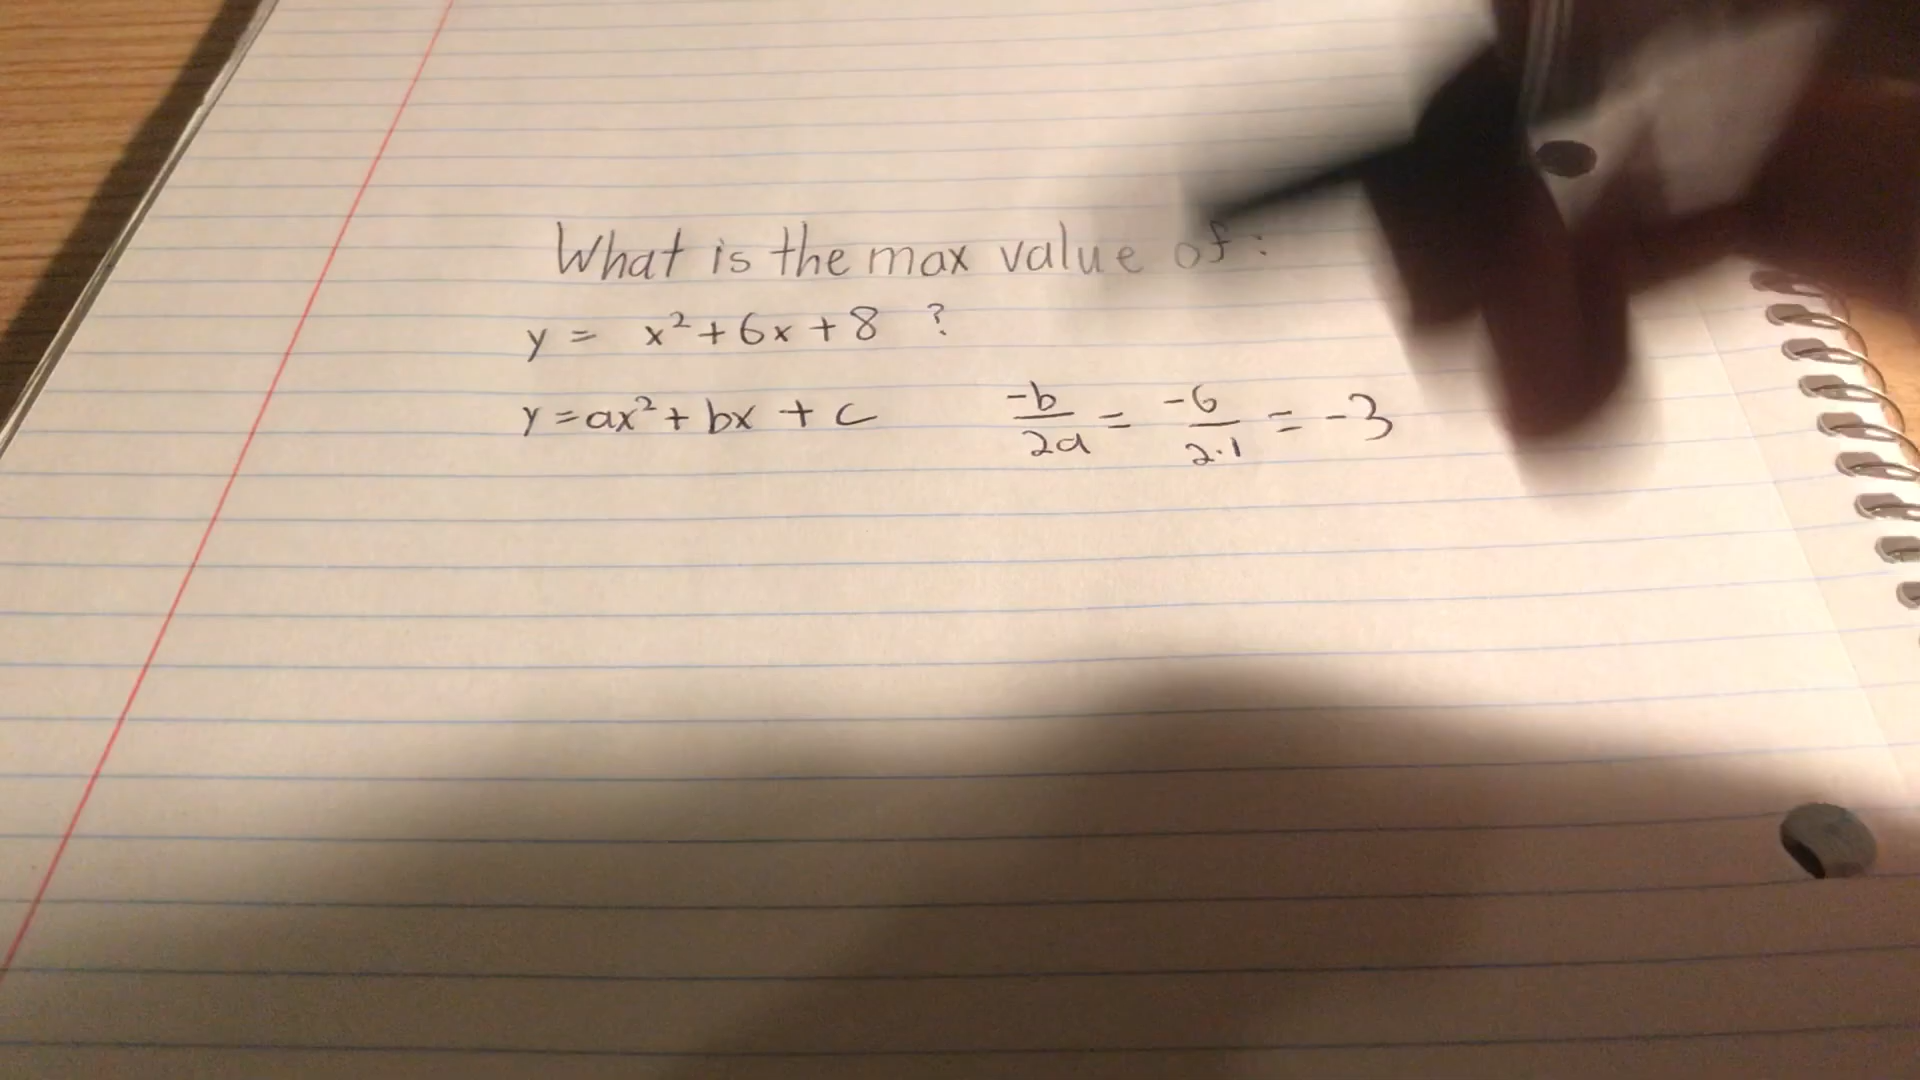 What is the max value of:
y = x² + 6x + 8 ?
y = ax² + bx + c -b/2a = -6/2·1 = -3